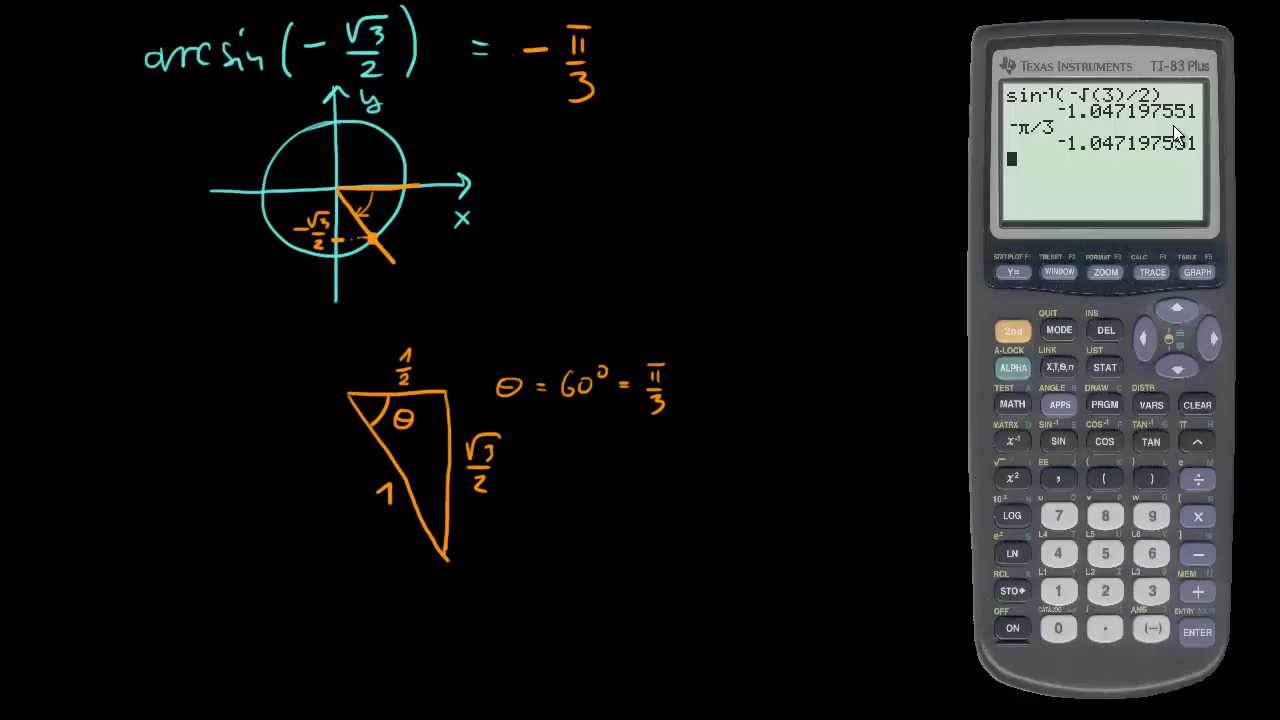 arcsin(-√3/2) = -π/3
y
x
-√3/2
1/2
θ
θ = 60° = π/3
√3/2
1
TEXAS INSTRUMENTS TI-83 Plus
sin⁻¹(-√(3)/2)
-1.047197551
-π/3
-1.047197551
STAT PLOT F1 TBLSET F2 FORMAT F3 CALC F4 TABLE F5
Y= WINDOW ZOOM TRACE GRAPH
QUIT INS
2nd MODE DEL
A-LOCK LINK LIST
ALPHA X,T,Θ,n STAT
TEST A ANGLE B DRAW C DISTR
MATH APPS PRGM VARS CLEAR
MATRX D SIN⁻¹ E COS⁻¹ F TAN⁻¹ G π H
x⁻¹ SIN COS TAN ^
√ I EE J { K } L e M
x² , ( ) ÷
10ˣ N u O v P w Q [ R
LOG 7 8 9 ×
eˣ S L4 T L5 U L6 V ] W
LN 4 5 6 −
RCL X L1 Y L2 Z L3 θ MEM "
STO▸ 1 2 3 +
OFF CATALOG i : ANS ? ENTRY SOLVE
ON 0 . (−) ENTER